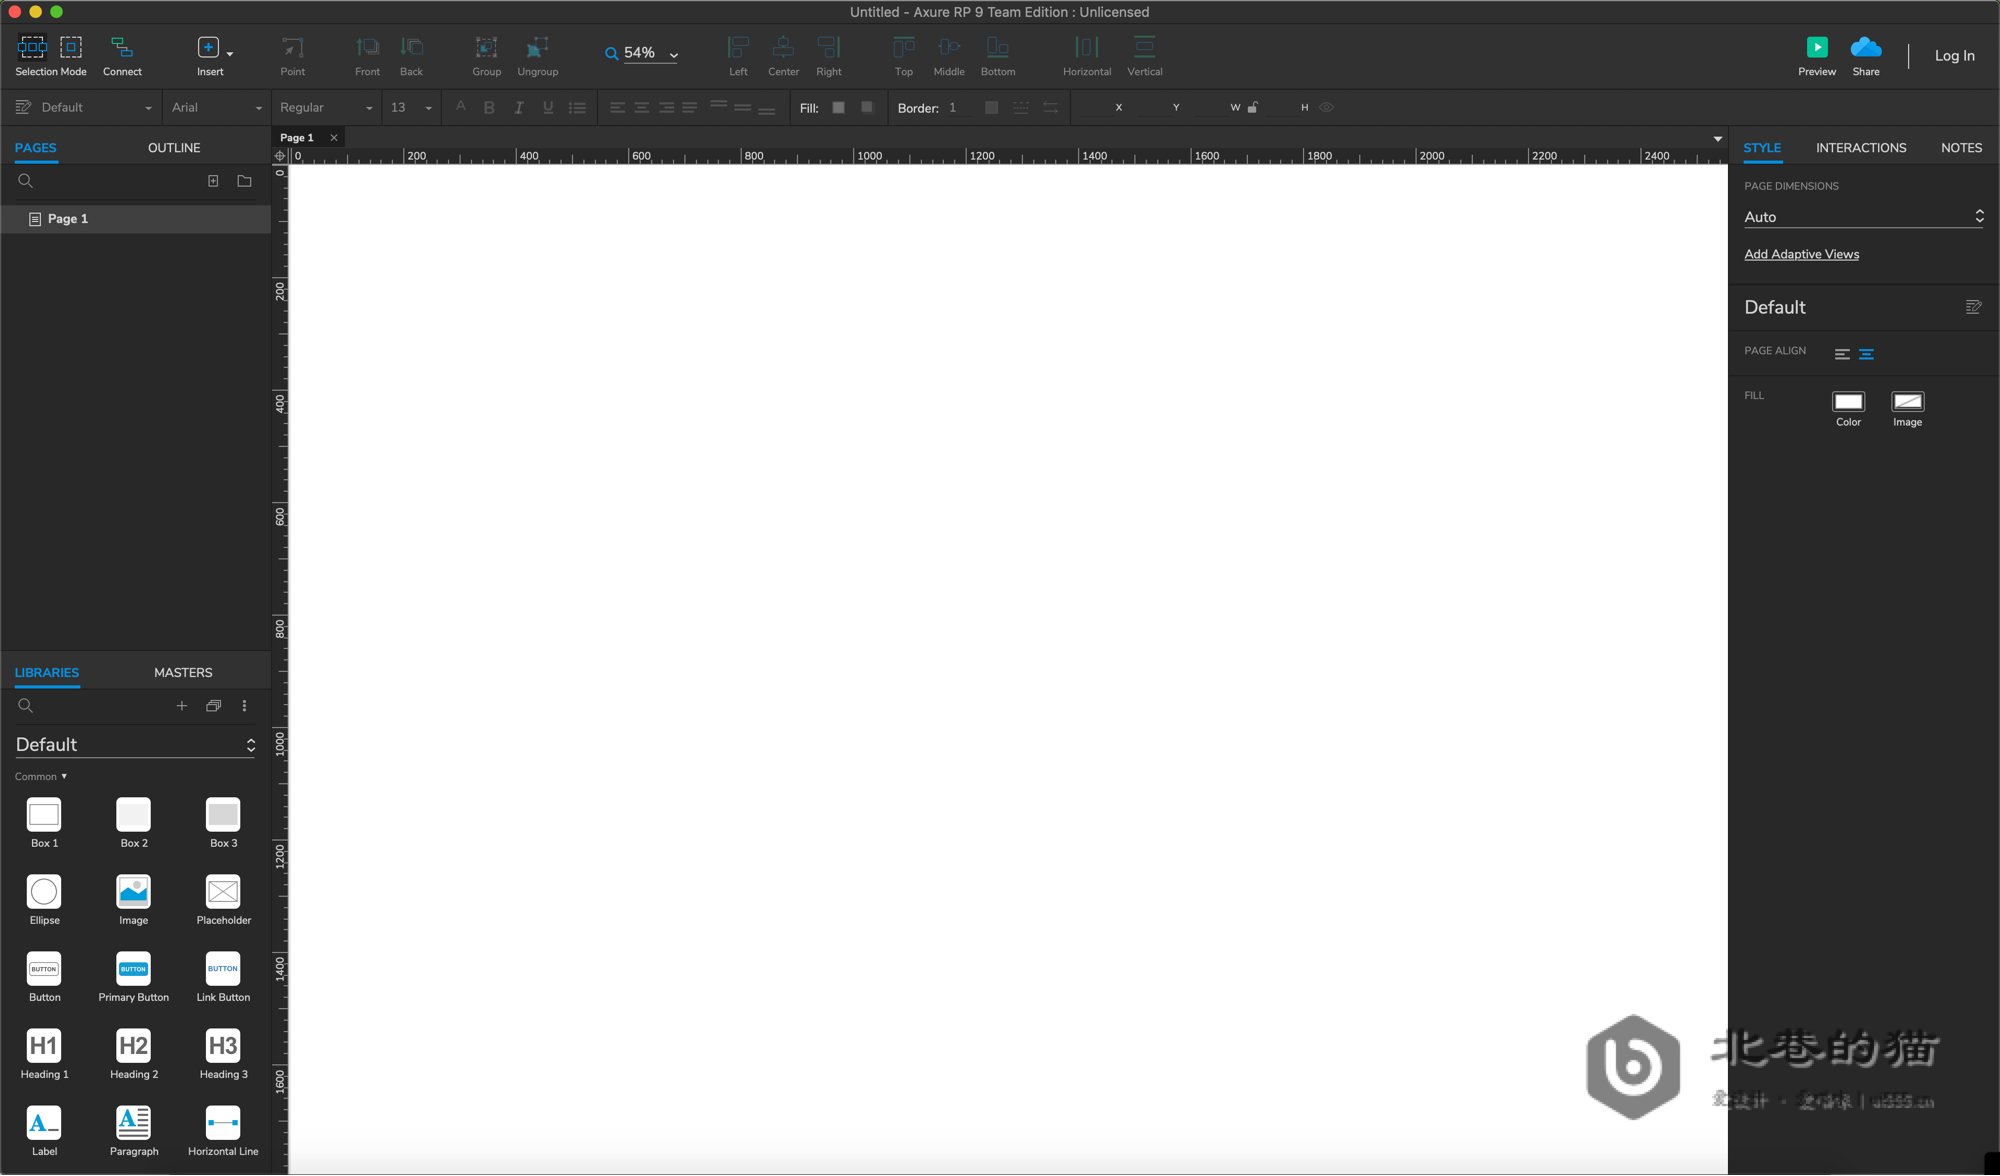 Untitled - Axure RP 9 Team Edition : Unlicensed
Selection Mode
Connect
Insert
Point
Front
Back
Group
Ungroup
54%
Left
Center
Right
Top
Middle
Bottom
Horizontal
Vertical
Preview
Share
Log In
Default
Arial
Regular
13
Fill:
Border: 1
X
Y
W
H
PAGES
OUTLINE
Page 1
0 200 400 600 800 1000 1200 1400 1600 1800 2000 2200 2400
0
200
400
600
800
1000
1200
1400
1600
Page 1
STYLE
INTERACTIONS
NOTES
PAGE DIMENSIONS
Auto
Add Adaptive Views
Default
PAGE ALIGN
FILL
Color
Image
LIBRARIES
MASTERS
Default
Common
Box 1
Box 2
Box 3
Ellipse
Image
Placeholder
BUTTON
BUTTON
BUTTON
Button
Primary Button
Link Button
H1
H2
H3
Heading 1
Heading 2
Heading 3
A
A
Label
Paragraph
Horizontal Line
北巷的猫